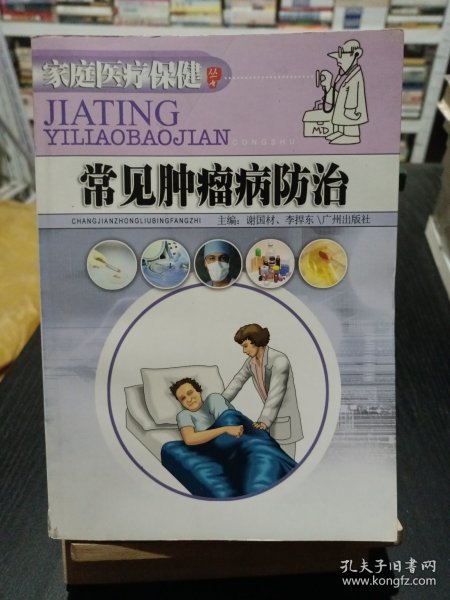 家庭医疗保健丛书
JIATING
YILIAOBAOJIAN CONGSHU
MD
常见肿瘤病防治
CHANGJIANZHONGLIUBINGFANGZHI
主编：谢国材、李捍东\广州出版社
孔夫子旧书网
www.kongfz.com